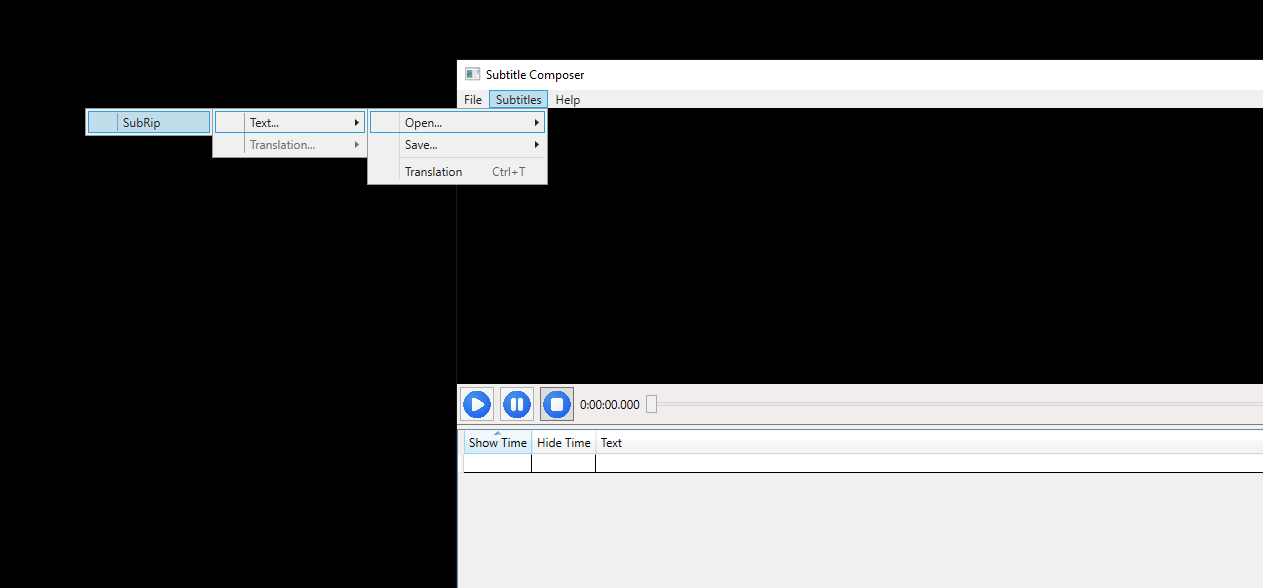 Subtitle Composer
File Subtitles Help
SubRip Text... Open...
Translation... Save...
Translation Ctrl+T
0:00:00.000
Show Time Hide Time Text